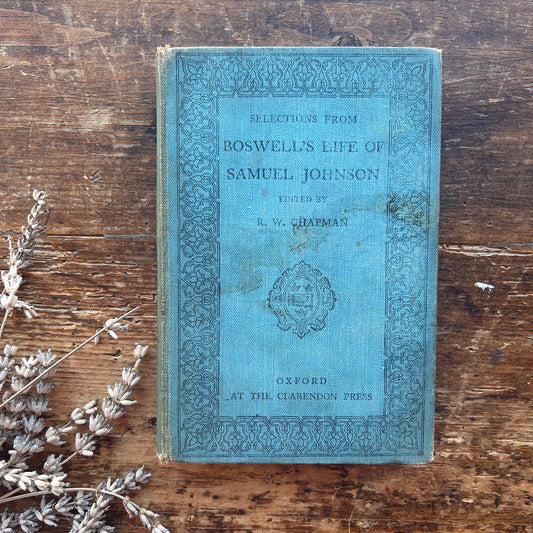 SELECTIONS FROM
BOSWELL'S LIFE OF
SAMUEL JOHNSON
EDITED BY
R. W. CHAPMAN
OXFORD
AT THE CLARENDON PRESS